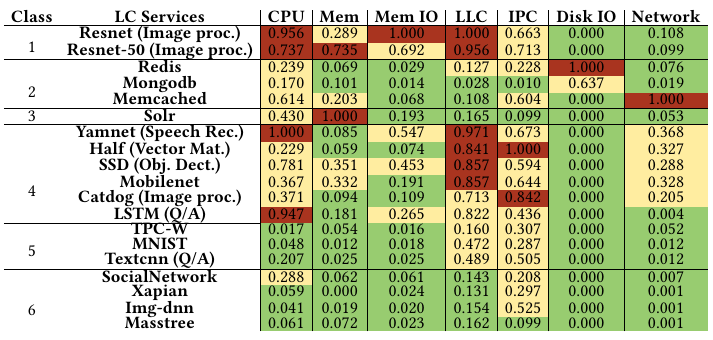 Class LC Services CPU Mem Mem IO LLC IPC Disk IO Network
1 Resnet (Image proc.) 0.956 0.289 1.000 1.000 0.663 0.000 0.108
Resnet-50 (Image proc.) 0.737 0.735 0.692 0.956 0.713 0.000 0.099
2 Redis 0.239 0.069 0.029 0.127 0.228 1.000 0.076
Mongodb 0.170 0.101 0.014 0.028 0.010 0.637 0.019
Memcached 0.614 0.203 0.068 0.108 0.604 0.000 1.000
3 Solr 0.430 1.000 0.193 0.165 0.099 0.000 0.053
4 Yamnet (Speech Rec.) 1.000 0.085 0.547 0.971 0.673 0.000 0.368
Half (Vector Mat.) 0.229 0.059 0.074 0.841 1.000 0.000 0.327
SSD (Obj. Dect.) 0.781 0.351 0.453 0.857 0.594 0.000 0.288
Mobilenet 0.367 0.332 0.191 0.857 0.644 0.000 0.328
Catdog (Image proc.) 0.371 0.094 0.109 0.713 0.842 0.000 0.205
LSTM (Q/A) 0.947 0.181 0.265 0.822 0.436 0.000 0.004
5 TPC-W 0.017 0.054 0.016 0.160 0.307 0.000 0.052
MNIST 0.048 0.012 0.018 0.472 0.287 0.000 0.012
Textcnn (Q/A) 0.207 0.025 0.025 0.489 0.505 0.000 0.012
6 SocialNetwork 0.288 0.062 0.061 0.143 0.208 0.000 0.007
Xapian 0.059 0.000 0.024 0.131 0.297 0.000 0.001
Img-dnn 0.041 0.019 0.020 0.154 0.525 0.000 0.001
Masstree 0.061 0.072 0.023 0.162 0.099 0.000 0.001